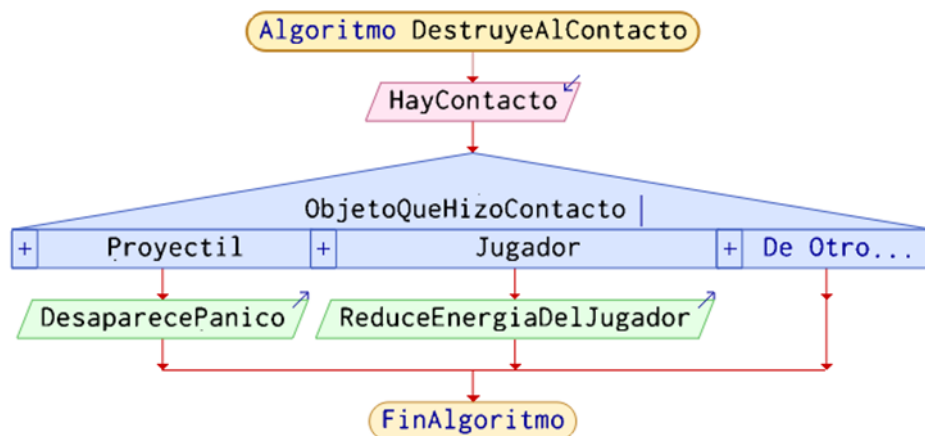 Algoritmo DestruyeAlContacto
HayContacto
ObjetoQueHizoContacto
+ Proyectil + Jugador + De Otro...
DesaparecePanico ReduceEnergiaDelJugador
FinAlgoritmo